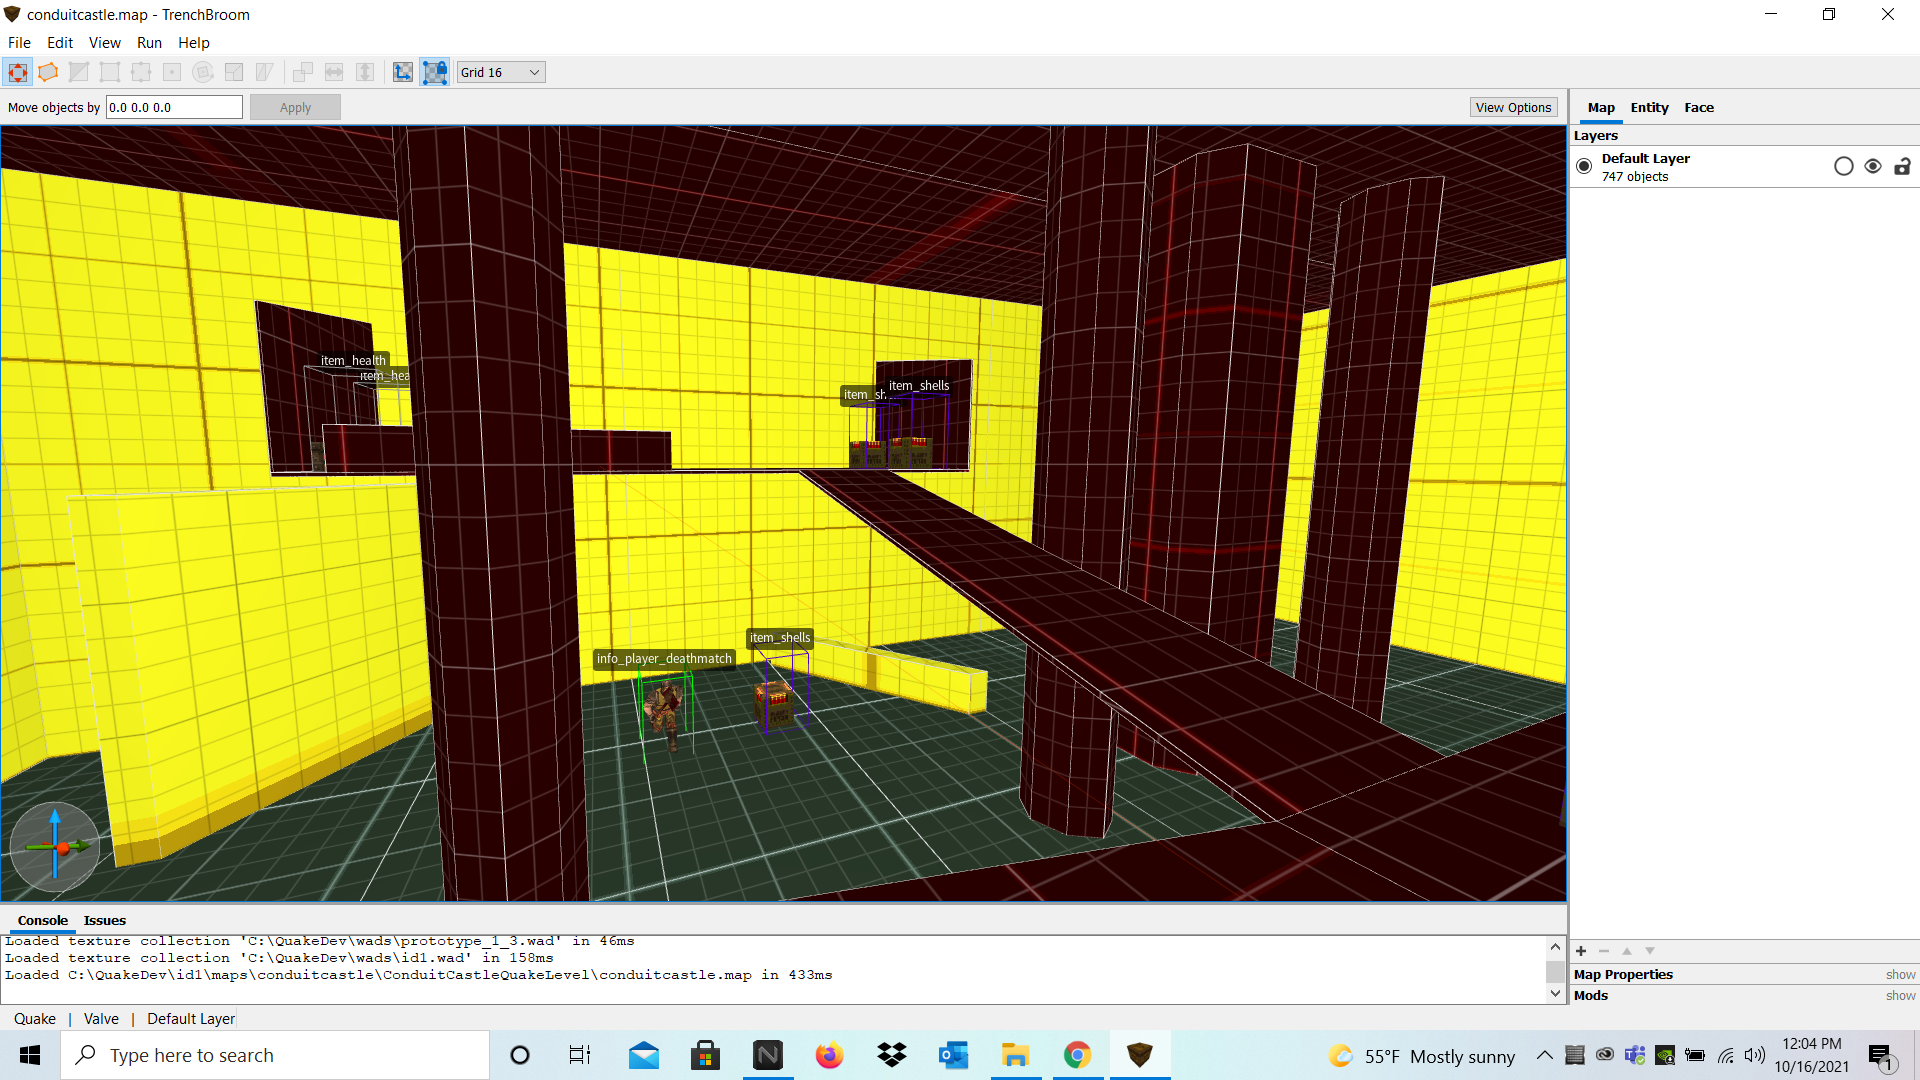 conduitcastle.map - TrenchBroom
File Edit View Run Help
Grid 16
Move objects by 0.0 0.0 0.0 Apply View Options
Map Entity Face
Layers
Default Layer
747 objects
item_health
item_hea
item_sh
item_shells
item_shells
info_player_deathmatch
Console Issues
Loaded texture collection 'C:\QuakeDev\wads\prototype_1_3.wad' in 46ms
Loaded texture collection 'C:\QuakeDev\wads\id1.wad' in 158ms
Loaded C:\QuakeDev\id1\maps\conduitcastle\ConduitCastleQuakeLevel\conduitcastle.map in 433ms
Map Properties show
Mods show
Quake | Valve | Default Layer
Type here to search
55°F Mostly sunny
12:04 PM
10/16/2021
1